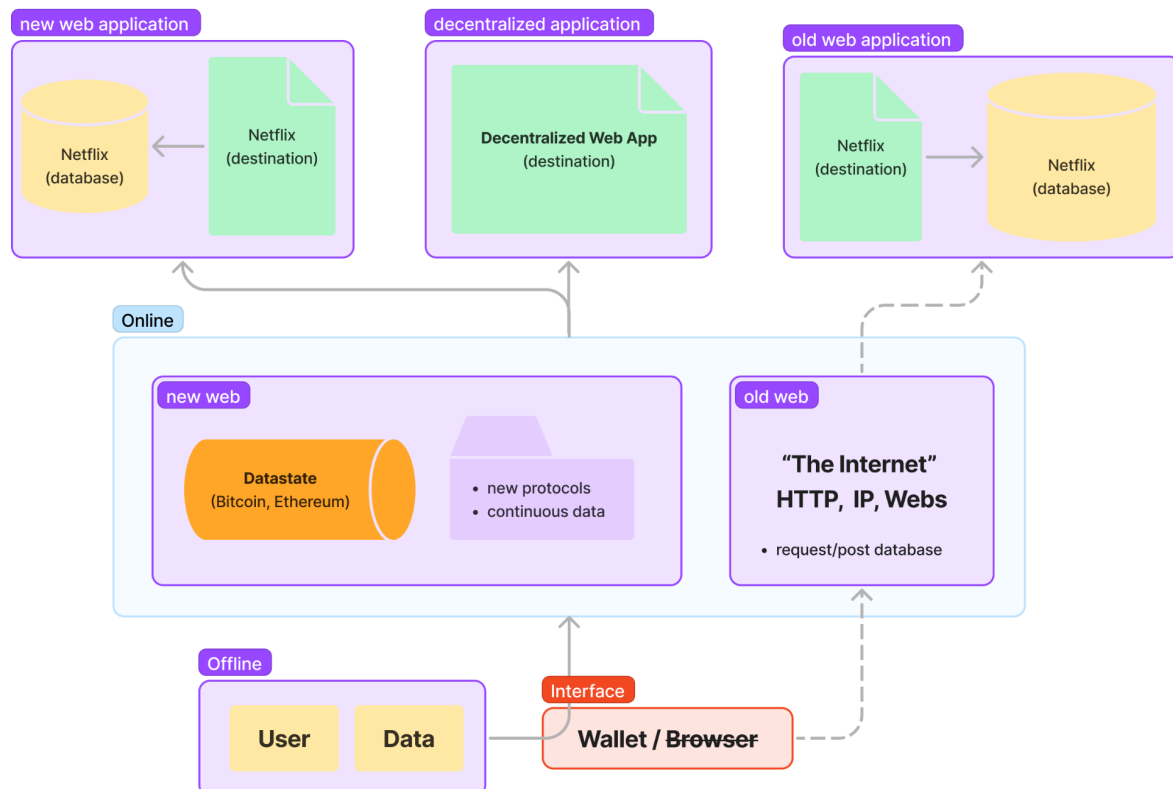 new web application
Netflix
(database)
Netflix
(destination)
decentralized application
Decentralized Web App
(destination)
old web application
Netflix
(destination)
Netflix
(database)
Online
new web
Datastate
(Bitcoin, Ethereum)
• new protocols
• continuous data
old web
“The Internet”
HTTP, IP, Webs
• request/post database
Offline
User
Data
Interface
Wallet / Browser